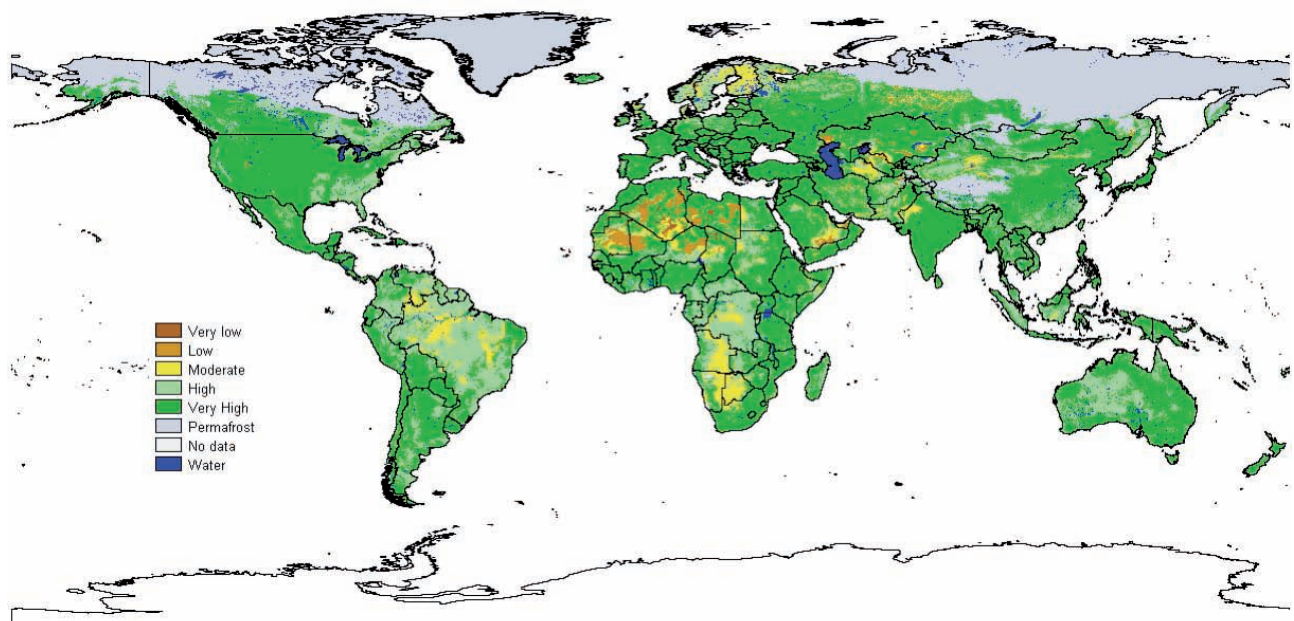 Very low
Low
Moderate
High
Very High
Permafrost
No data
Water